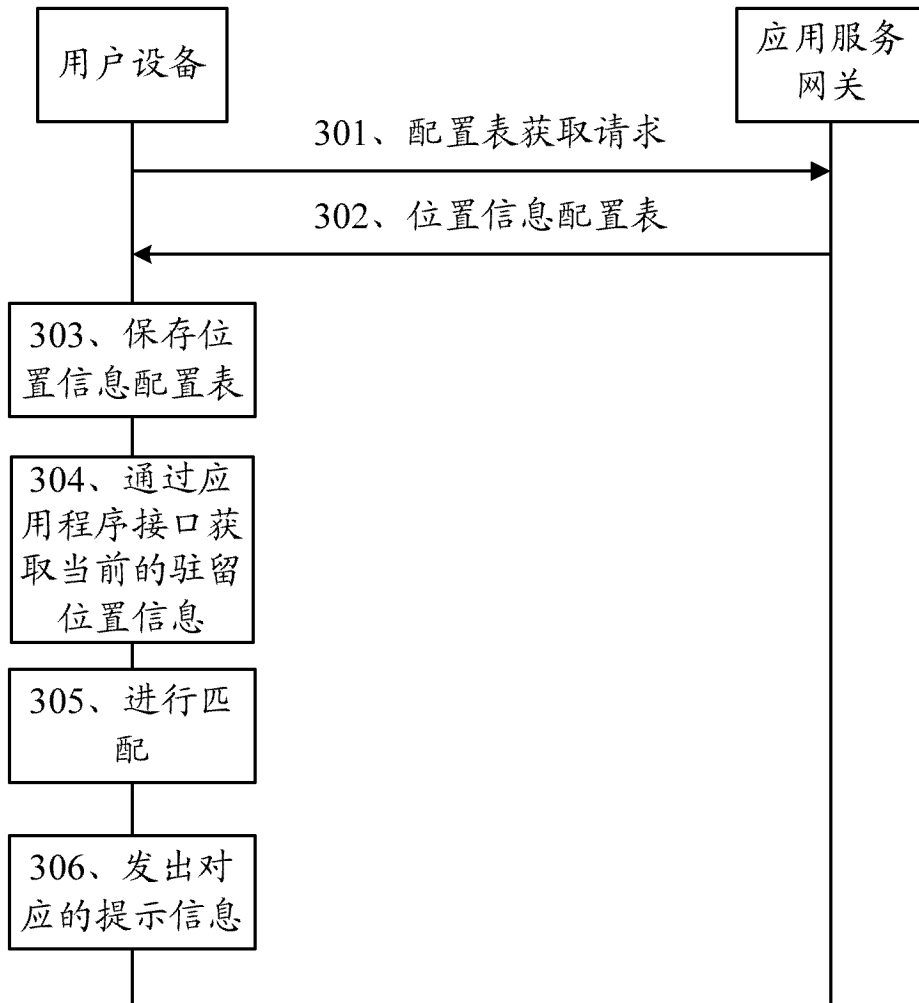 用户设备
应用服务
网关
301、配置表获取请求
302、位置信息配置表
303、保存位
置信息配置表
304、通过应
用程序接口获
取当前的驻留
位置信息
305、进行匹
配
306、发出对
应的提示信息